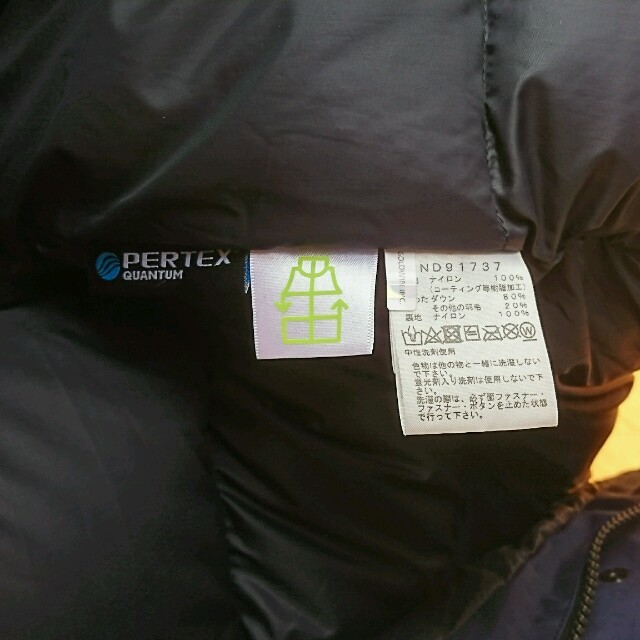 PERTEX
QUANTUM
ND91737
ナイロン 100%
(コーティング等樹脂加工)
ダウン 80%
その他の羽毛 20%
裏地 ナイロン 100%
中性洗剤使用
色物は他の物と一緒に洗濯しない
で下さい。
蛍光剤入り洗剤は使用しないで下
さい。
洗濯の際は、必ず面ファスナー・
ファスナー・ボタンを止めた状態
で行って下さい。